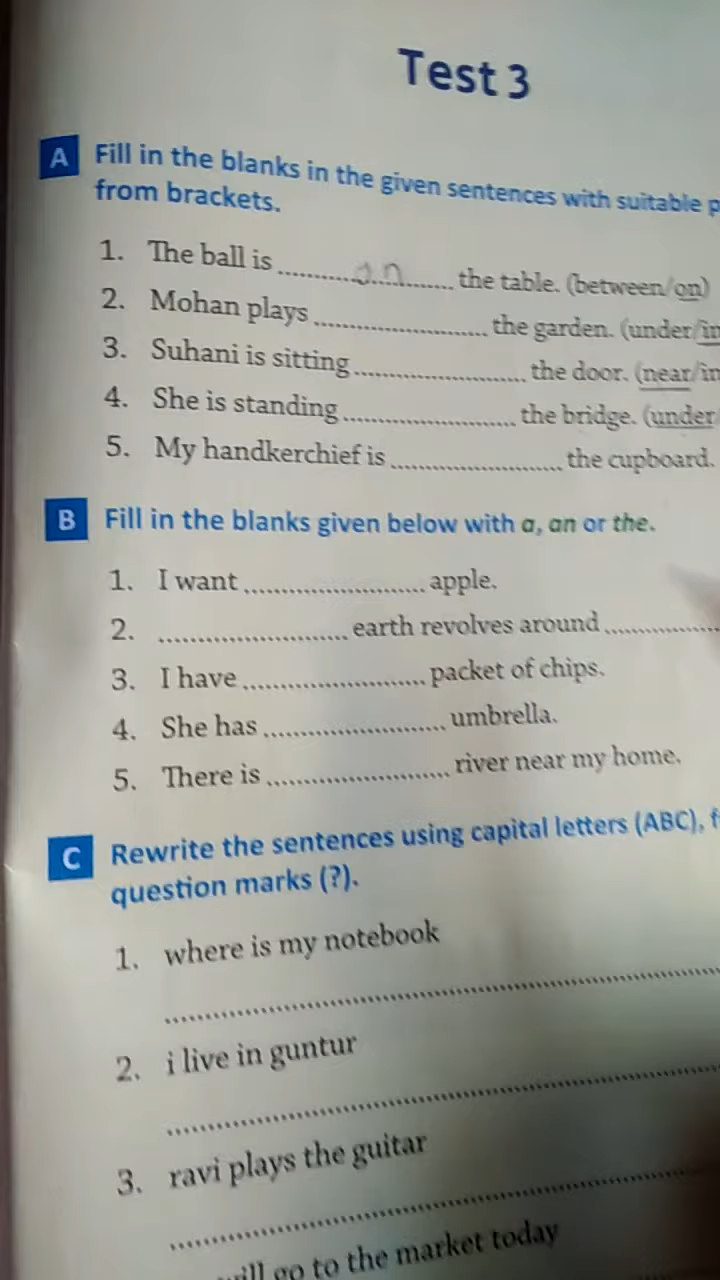 Test 3
A Fill in the blanks in the given sentences with suitable
from brackets.
1. The ball is ........on........ the table. (between/on)
2. Mohan plays ........................ the garden. (under/in
3. Suhani is sitting ........................ the door. (near/in
4. She is standing ........................ the bridge. (under/
5. My handkerchief is ........................ the cupboard.
B Fill in the blanks given below with a, an or the.
1. I want ........................ apple.
2. ........................ earth revolves around ................
3. I have ........................ packet of chips.
4. She has ........................ umbrella.
5. There is ........................ river near my home.
C Rewrite the sentences using capital letters (ABC),
question marks (?).
1. where is my notebook
2. i live in guntur
3. ravi plays the guitar
go to the market today